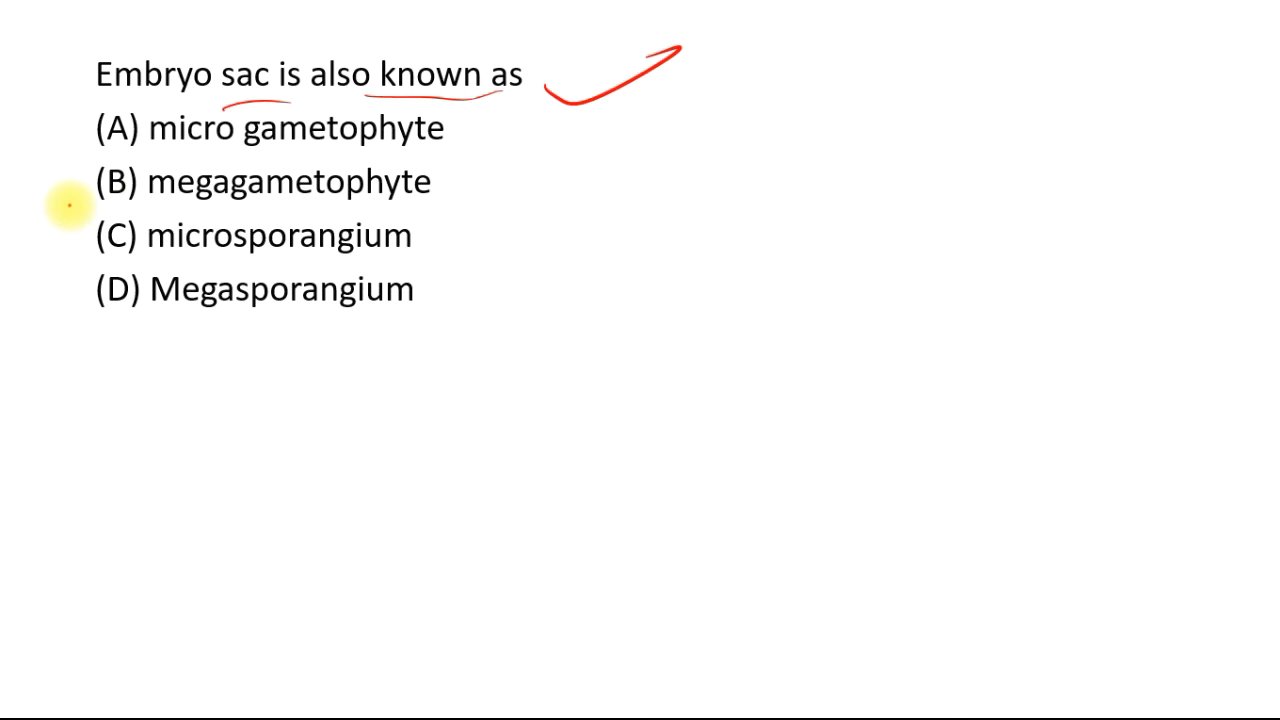 Embryo sac is also known as
(A) micro gametophyte
(B) megagametophyte
(C) microsporangium
(D) Megasporangium